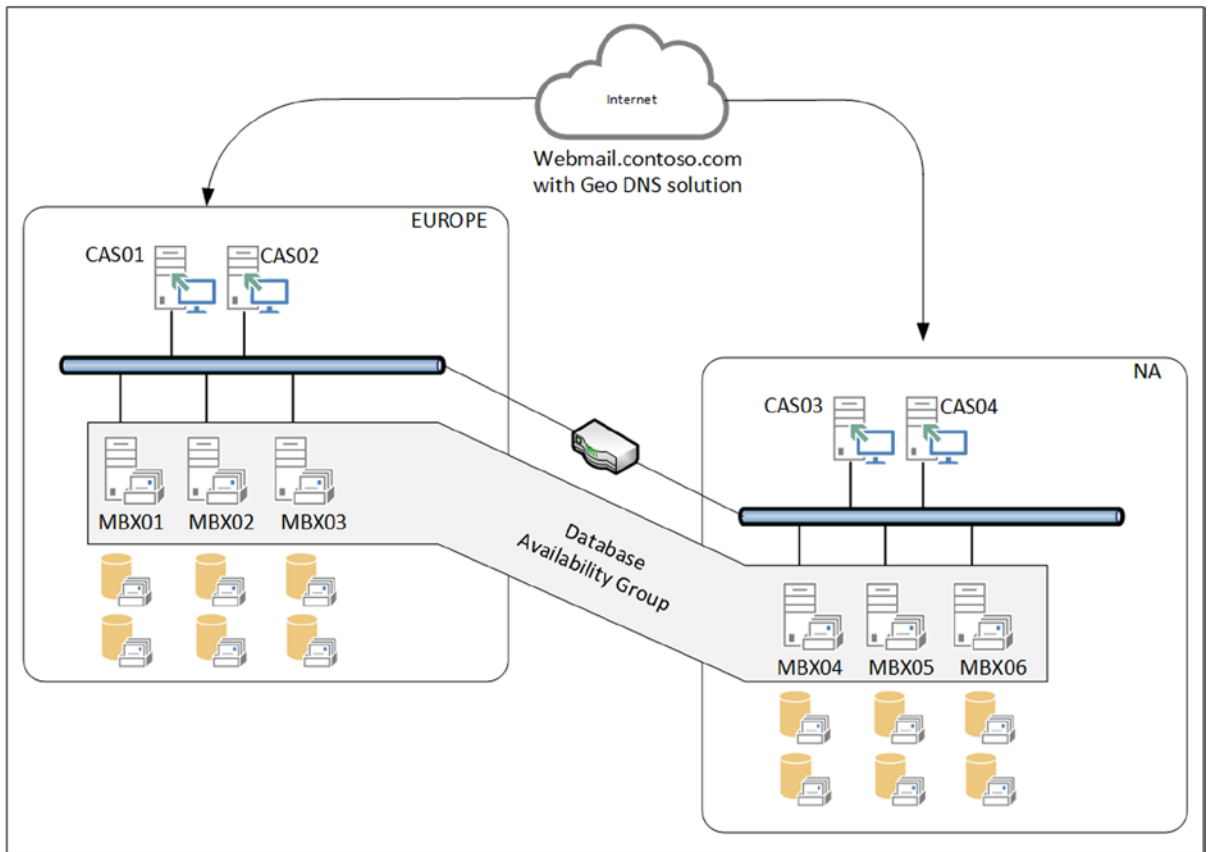 Internet
Webmail.contoso.com
with Geo DNS solution
EUROPE
CAS01
CAS02
NA
CAS03
CAS04
MBX01
MBX02
MBX03
Database
Availability Group
MBX04
MBX05
MBX06